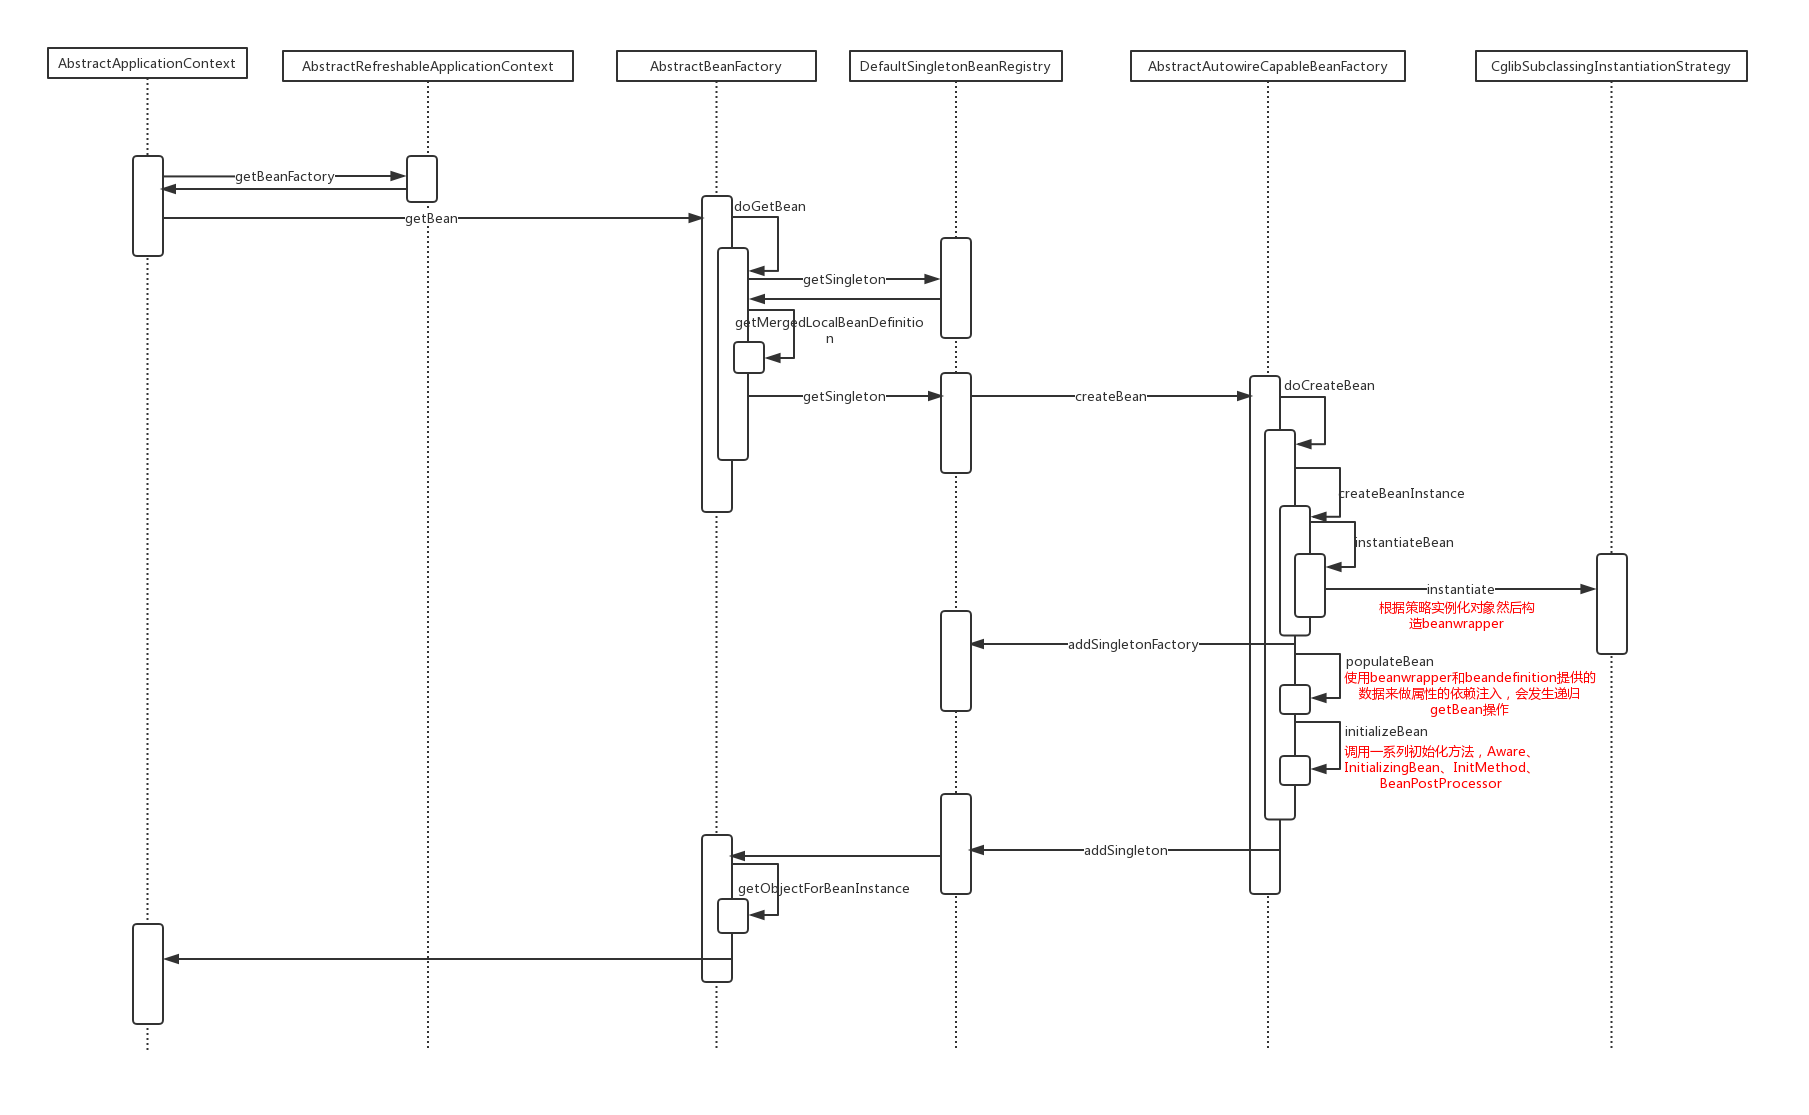 AbstractApplicationContext
AbstractRefreshableApplicationContext
AbstractBeanFactory
DefaultSingletonBeanRegistry
AbstractAutowireCapableBeanFactory
CglibSubclassingInstantiationStrategy
getBeanFactory
getBean
doGetBean
getSingleton
getMergedLocalBeanDefinitio
n
getSingleton
createBean
doCreateBean
createBeanInstance
instantiateBean
instantiate
根据策略实例化对象然后构
造beanwrapper
addSingletonFactory
populateBean
使用beanwrapper和beandefinition提供的
数据来做属性的依赖注入，会发生递归
getBean操作
initializeBean
调用一系列初始化方法，Aware、
InitializingBean、InitMethod、
BeanPostProcessor
addSingleton
getObjectForBeanInstance